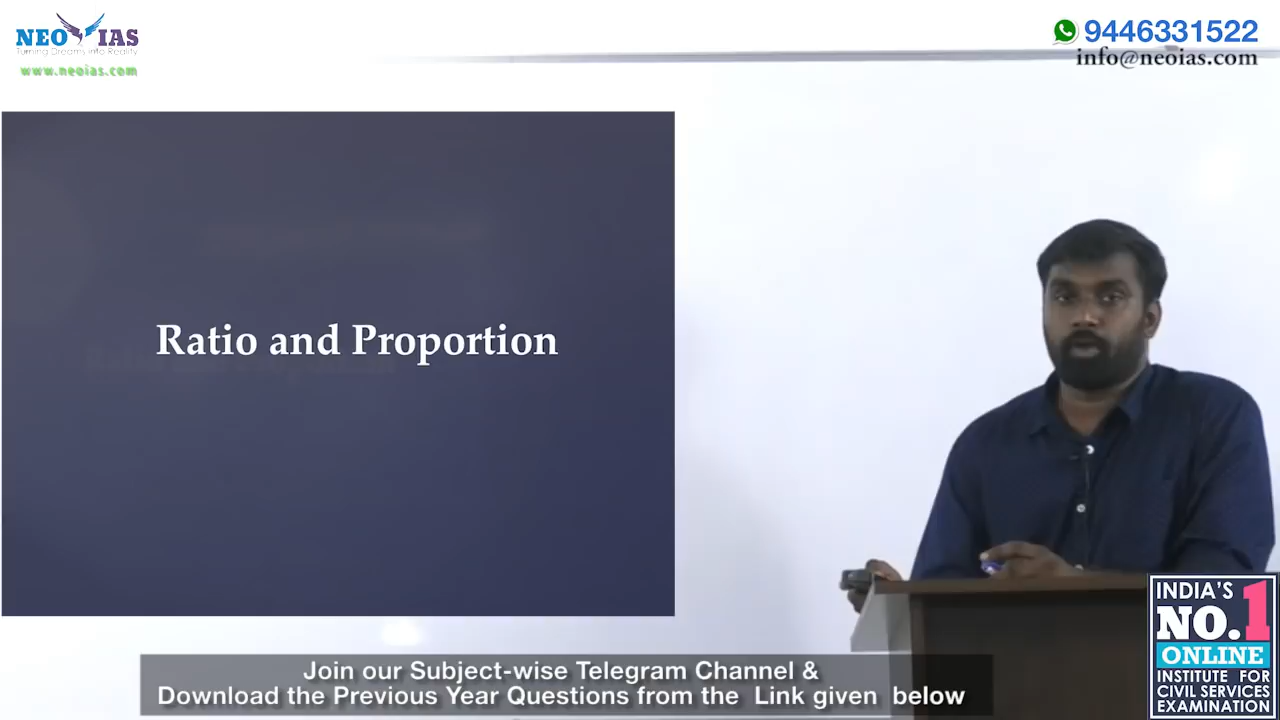 NEO IAS
Turning Dreams into Reality
www.neoias.com
9446331522
info@neoias.com
Ratio and Proportion
Join our Subject-wise Telegram Channel &
Download the Previous Year Questions from the Link given below
INDIA'S
NO.1
ONLINE
INSTITUTE FOR
CIVIL SERVICES
EXAMINATION